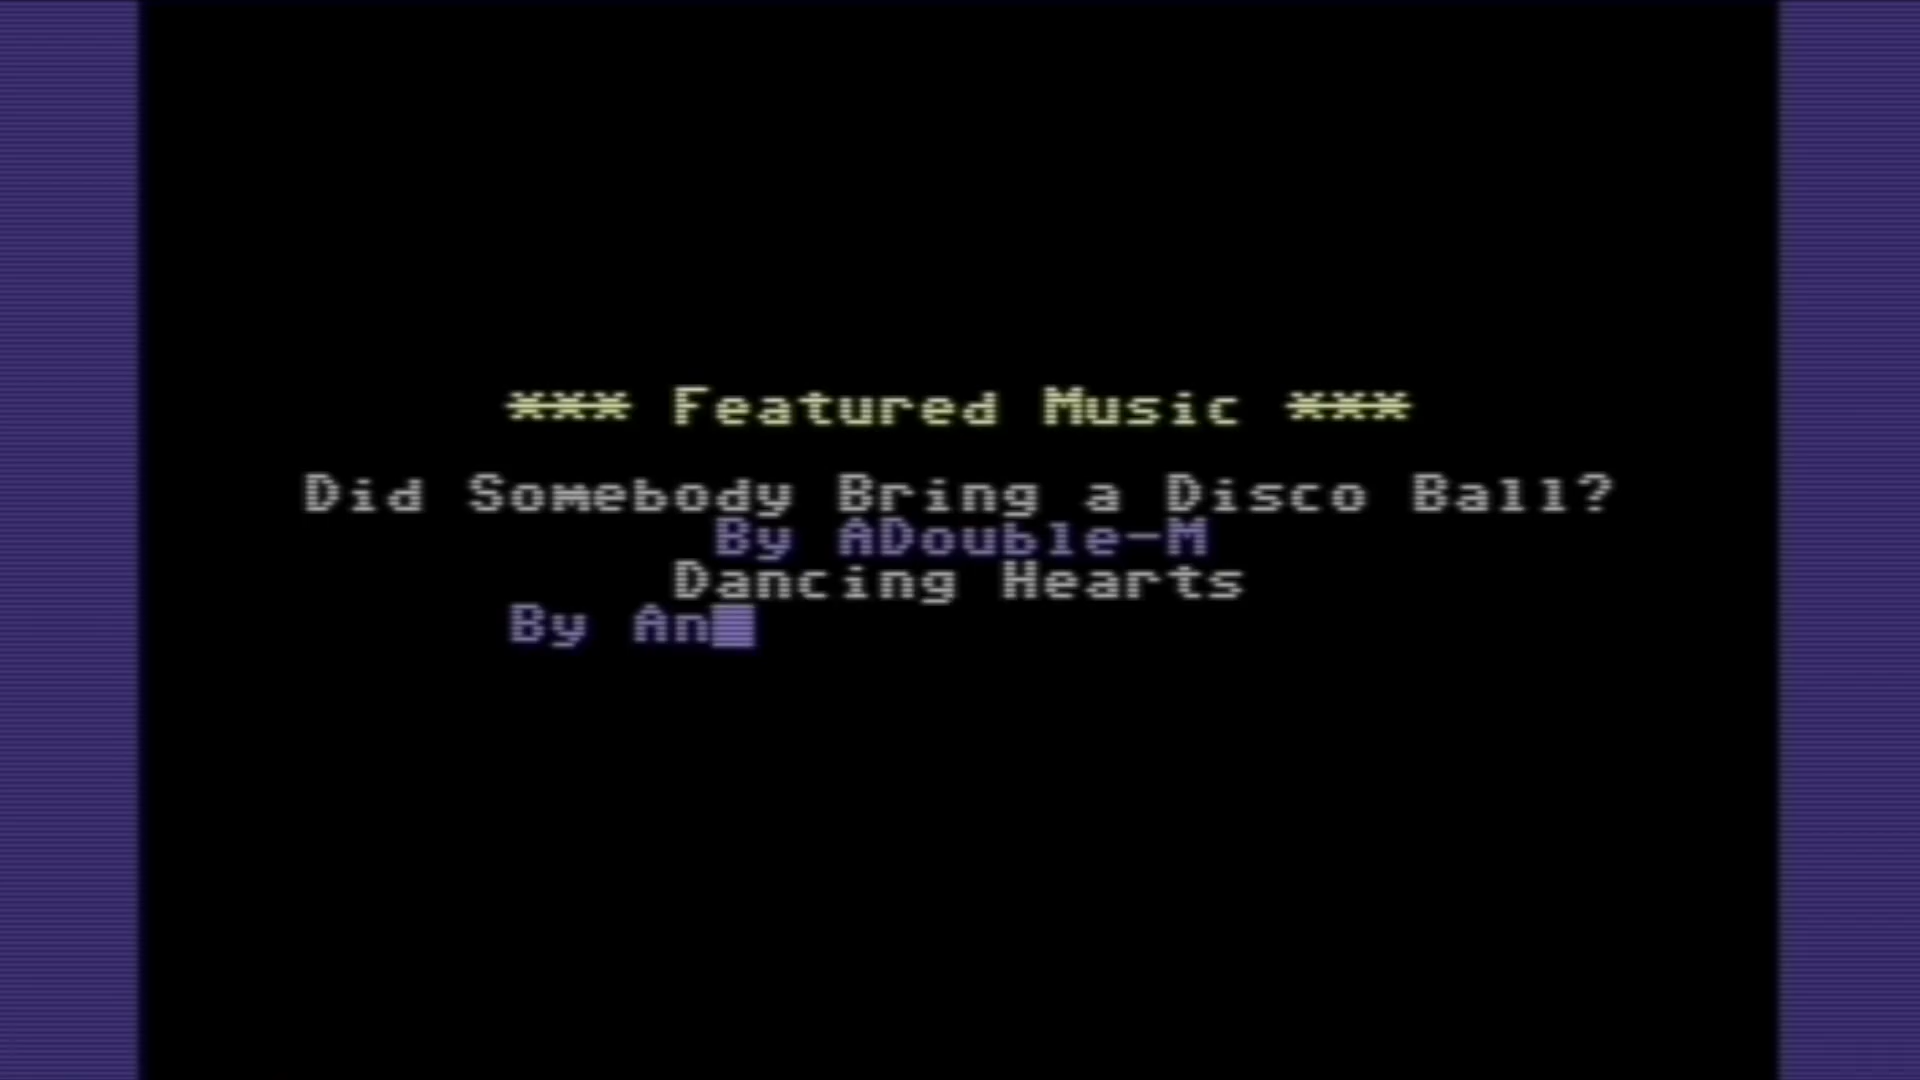 *** Featured Music ***
Did Somebody Bring a Disco Ball?
By ADouble-M
Dancing Hearts
By An